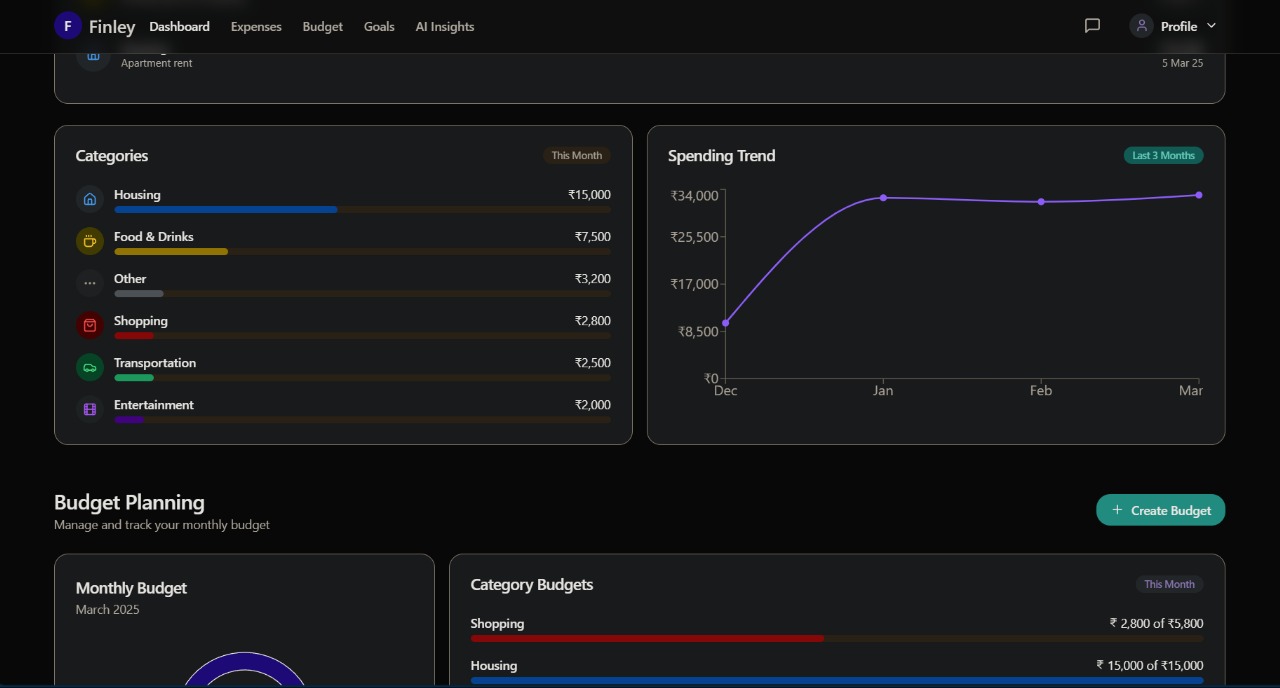 F Finley Dashboard Expenses Budget Goals AI Insights Profile
Apartment rent 5 Mar 25
Categories This Month
Housing ₹15,000
Food & Drinks ₹7,500
Other ₹3,200
Shopping ₹2,800
Transportation ₹2,500
Entertainment ₹2,000
Spending Trend Last 3 Months
₹34,000
₹25,500
₹17,000
₹8,500
₹0
Dec Jan Feb Mar
Budget Planning
Manage and track your monthly budget
+ Create Budget
Monthly Budget
March 2025
Category Budgets This Month
Shopping ₹ 2,800 of ₹5,800
Housing ₹ 15,000 of ₹15,000